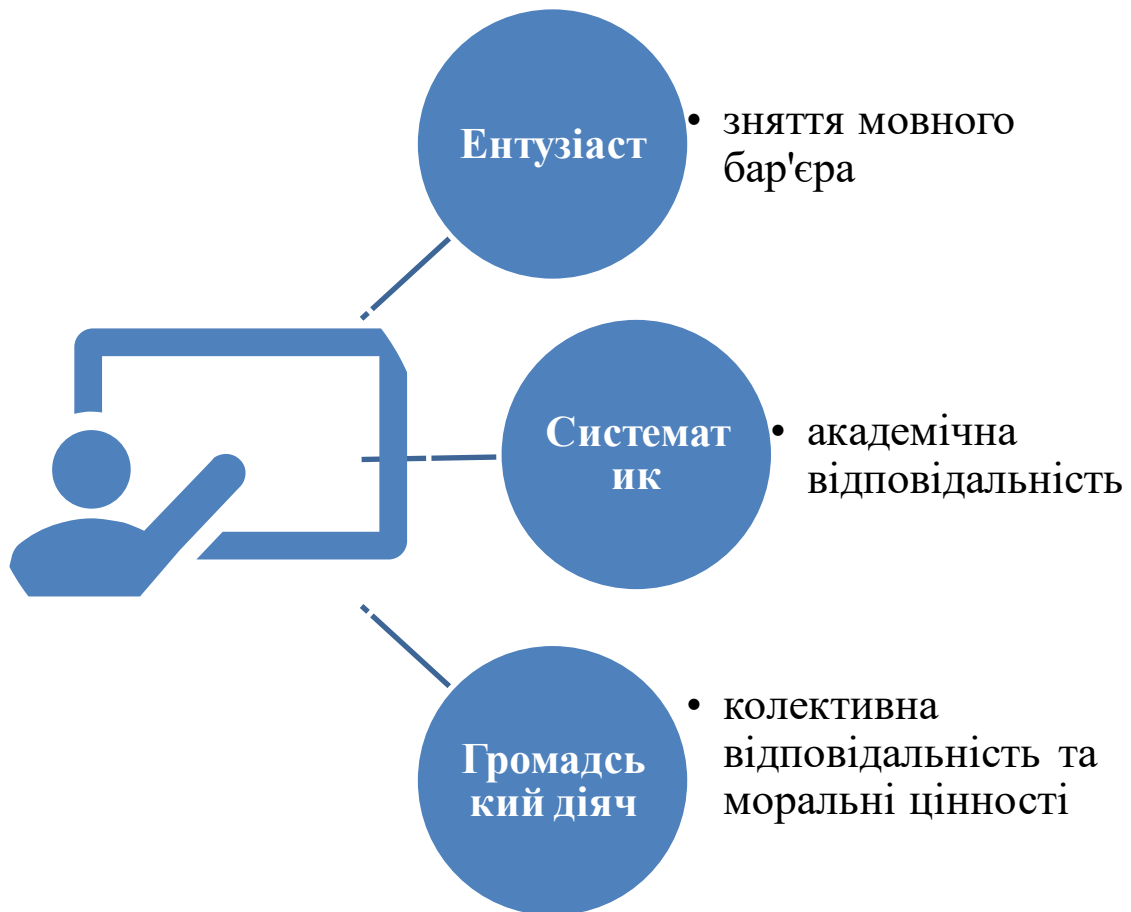 Ентузіаст
• зняття мовного
бар'єра
Системат
ик
• академічна
відповідальність
Громадсь
кий діяч
• колективна
відповідальність та
моральні цінності